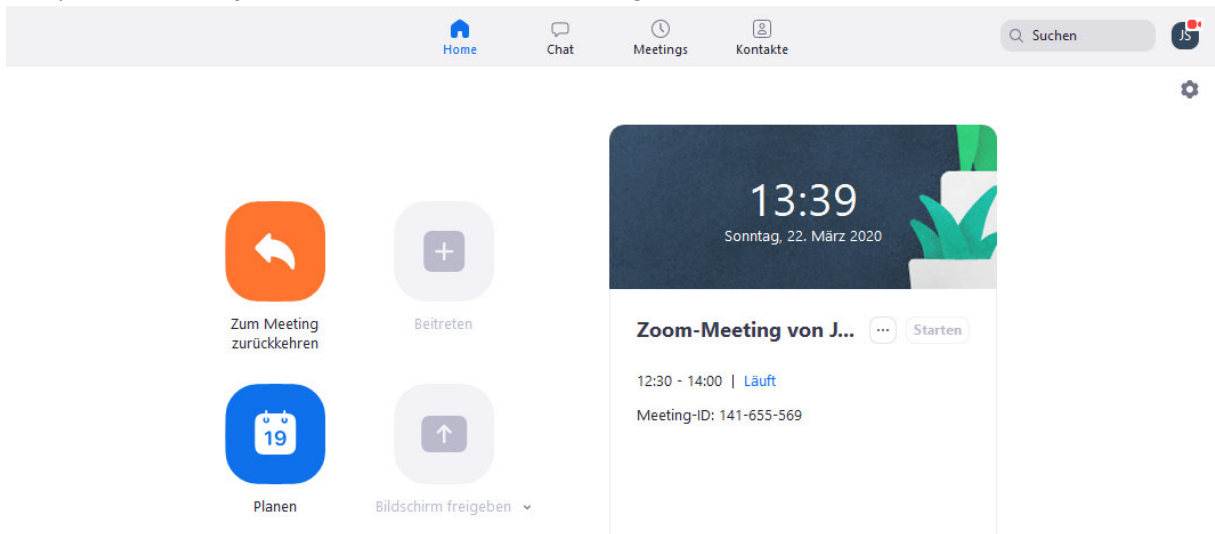 Home
Chat
Meetings
Kontakte
Suchen
JS
13:39
Sonntag, 22. März 2020
Zum Meeting
zurückkehren
Beitreten
Zoom-Meeting von J... ... Starten
12:30 - 14:00 | Läuft
Meeting-ID: 141-655-569
19
Planen
Bildschirm freigeben